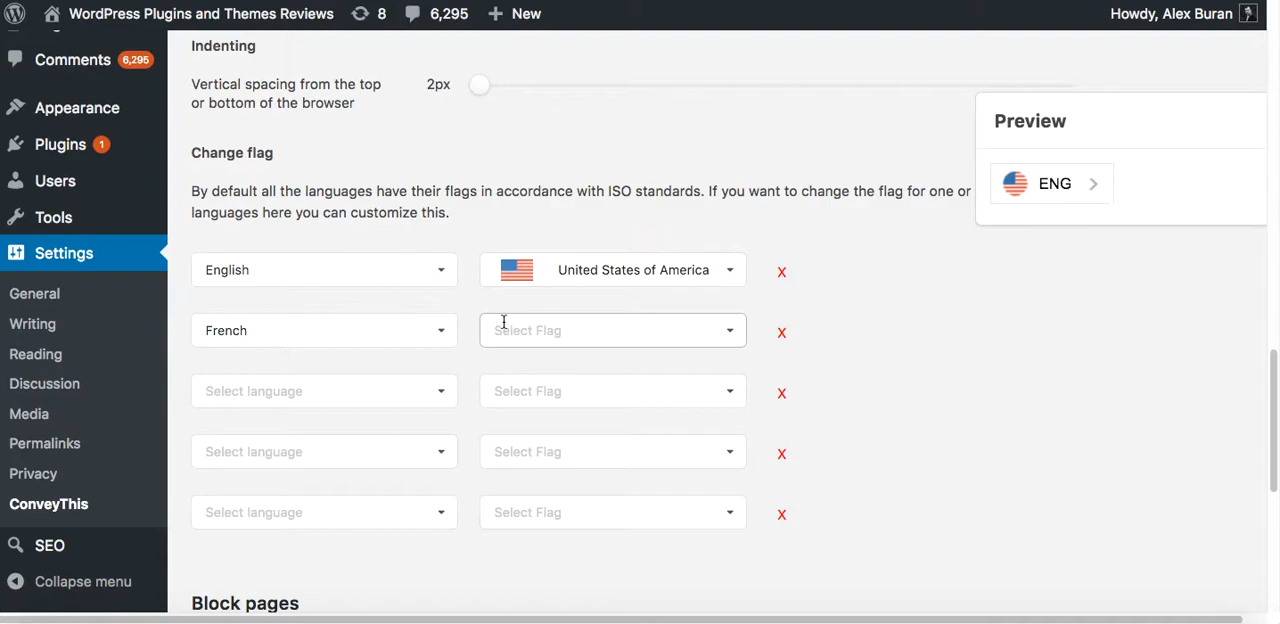 WordPress Plugins and Themes Reviews 8 6,295 New Howdy, Alex Buran
Comments 6,295
Appearance
Plugins 1
Users
Tools
Settings
General
Writing
Reading
Discussion
Media
Permalinks
Privacy
ConveyThis
SEO
Collapse menu
Indenting
Vertical spacing from the top
or bottom of the browser
2px
Change flag
By default all the languages have their flags in accordance with ISO standards. If you want to change the flag for one or
languages here you can customize this.
English United States of America X
French Select Flag X
Select language Select Flag X
Select language Select Flag X
Select language Select Flag X
Block pages
Preview
ENG